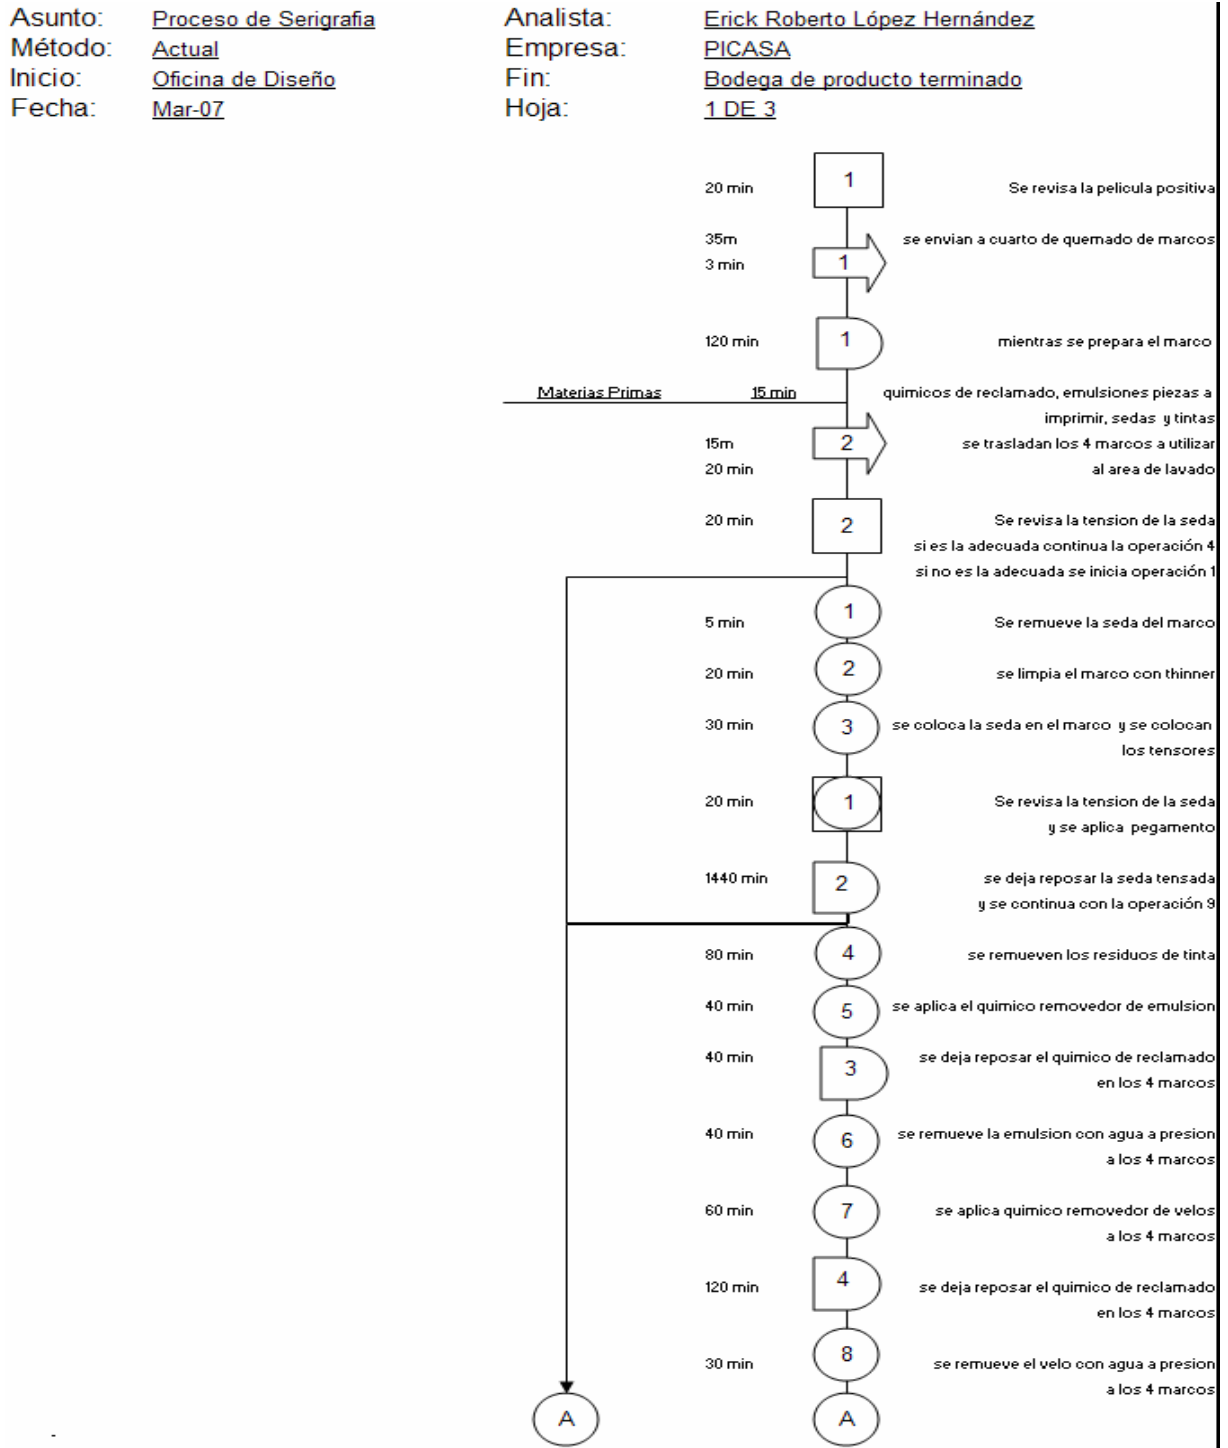 Asunto: Proceso de Serigrafia Analista: Erick Roberto López Hernández
Método: Actual Empresa: PICASA
Inicio: Oficina de Diseño Fin: Bodega de producto terminado
Fecha: Mar-07 Hoja: 1 DE 3
20 min 1 Se revisa la pelicula positiva
35m se envian a cuarto de quemado de marcos
3 min 1
120 min 1 mientras se prepara el marco
Materias Primas 15 min quimicos de reclamado, emulsiones piezas a
imprimir, sedas y tintas
15m 2 se trasladan los 4 marcos a utilizar
20 min al area de lavado
20 min 2 Se revisa la tension de la seda
si es la adecuada continua la operación 4
si no es la adecuada se inicia operación 1
5 min 1 Se remueve la seda del marco
20 min 2 se limpia el marco con thinner
30 min 3 se coloca la seda en el marco y se colocan
los tensores
20 min 1 Se revisa la tension de la seda
y se aplica pegamento
1440 min 2 se deja reposar la seda tensada
y se continua con la operación 9
80 min 4 se remueven los residuos de tinta
40 min 5 se aplica el quimico removedor de emulsion
40 min 3 se deja reposar el quimico de reclamado
en los 4 marcos
40 min 6 se remueve la emulsion con agua a presion
a los 4 marcos
60 min 7 se aplica quimico removedor de velos
a los 4 marcos
120 min 4 se deja reposar el quimico de reclamado
en los 4 marcos
30 min 8 se remueve el velo con agua a presion
a los 4 marcos
A A
-